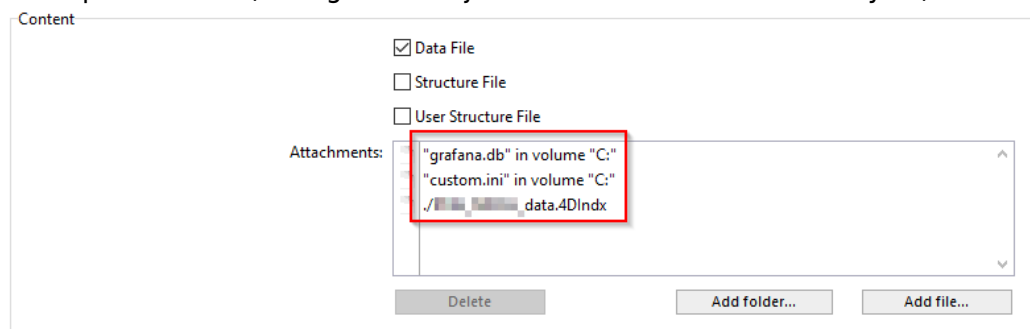 Content
Data File
Structure File
User Structure File
Attachments:
"grafana.db" in volume "C:"
"custom.ini" in volume "C:"
./ _data.4DIndx
Delete Add folder... Add file...